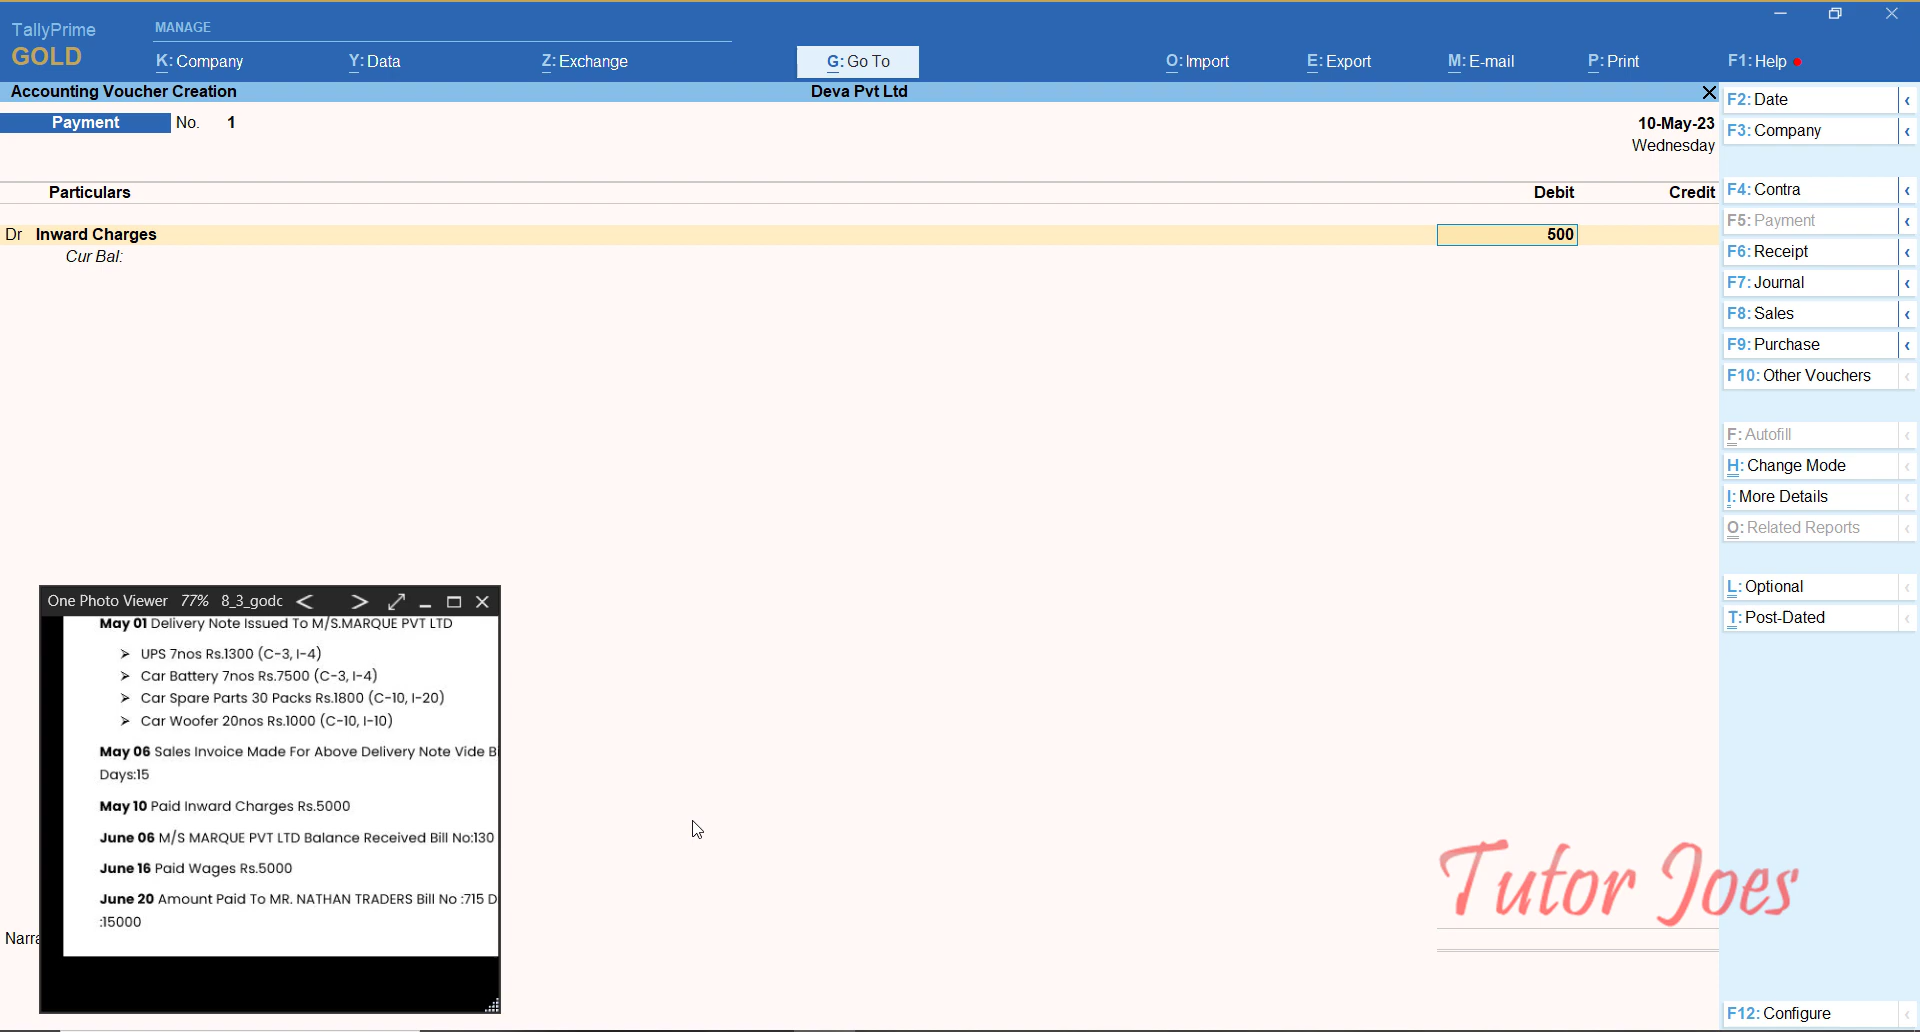 TallyPrime
GOLD
MANAGE
K: Company
Y: Data
Z: Exchange
G: Go To
O: Import
E: Export
M: E-mail
P: Print
F1: Help
Accounting Voucher Creation
Deva Pvt Ltd
Payment No. 1
10-May-23
Wednesday
Particulars Debit Credit
Dr Inward Charges 500
Cur Bal:
F2: Date
F3: Company
F4: Contra
F5: Payment
F6: Receipt
F7: Journal
F8: Sales
F9: Purchase
F10: Other Vouchers
F: Autofill
H: Change Mode
I: More Details
O: Related Reports
L: Optional
T: Post-Dated
F12: Configure
One Photo Viewer 77% 8_3_godc
May 01 Delivery Note Issued To M/S.MARQUE PVT LTD
➢ UPS 7nos Rs.1300 (C-3, I-4)
➢ Car Battery 7nos Rs.7500 (C-3, I-4)
➢ Car Spare Parts 30 Packs Rs.1800 (C-10, I-20)
➢ Car Woofer 20nos Rs.1000 (C-10, I-10)
May 06 Sales Invoice Made For Above Delivery Note Vide B
Days:15
May 10 Paid Inward Charges Rs.5000
June 06 M/S MARQUE PVT LTD Balance Received Bill No:130
June 16 Paid Wages Rs.5000
June 20 Amount Paid To MR. NATHAN TRADERS Bill No :715 D
:15000
Narra
Tutor Joes